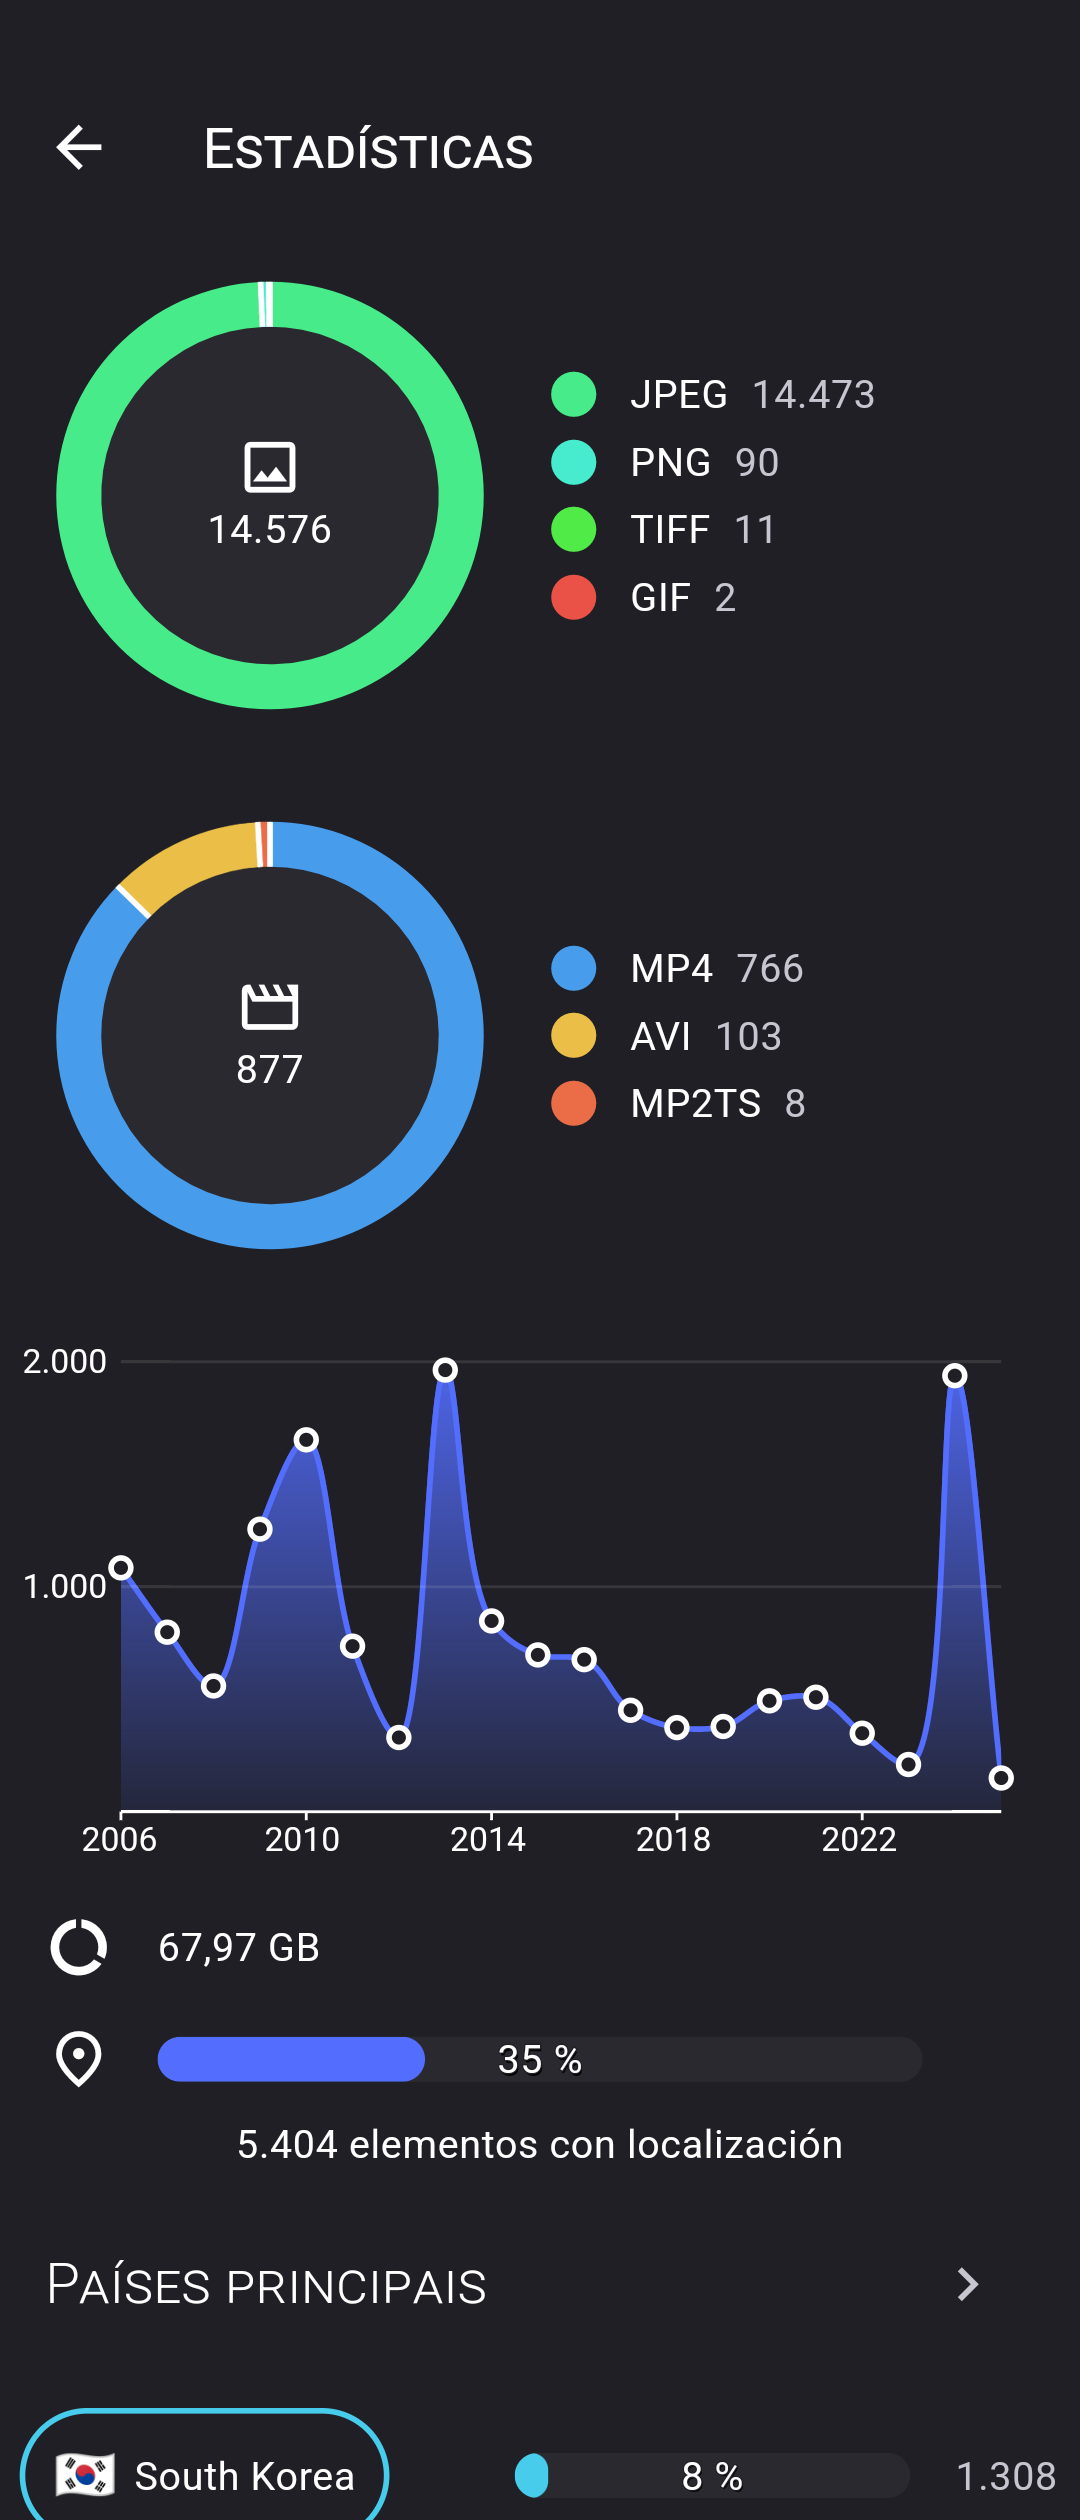 Estadísticas
JPEG 14.473
PNG 90
TIFF 11
GIF 2
14.576
MP4 766
AVI 103
MP2TS 8
877
2.000
1.000
2006 2010 2014 2018 2022
67,97 GB
35 %
5.404 elementos con localización
Países principais
South Korea 8 % 1.308